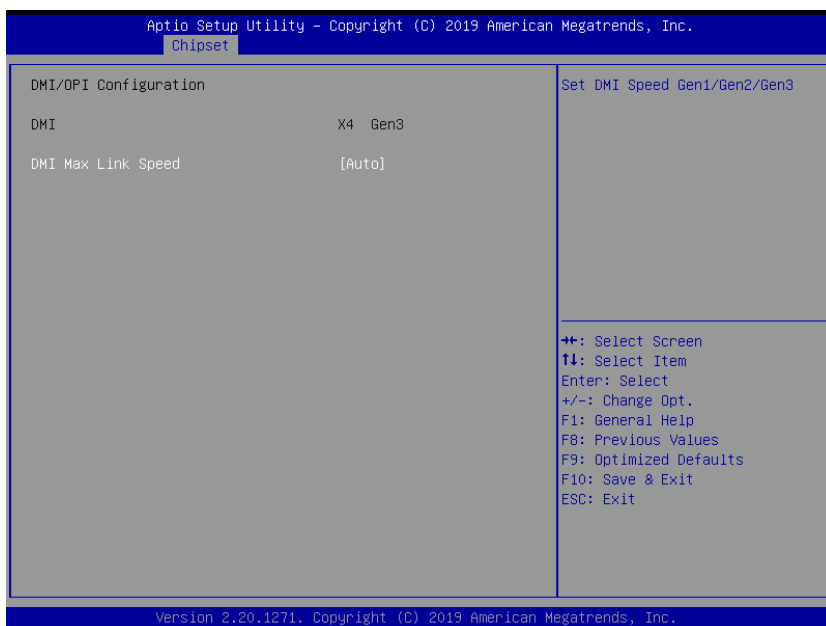 Aptio Setup Utility – Copyright (C) 2019 American Megatrends, Inc.
Chipset
DMI/OPI Configuration
DMI X4 Gen3
DMI Max Link Speed [Auto]
Set DMI Speed Gen1/Gen2/Gen3
→←: Select Screen
↑↓: Select Item
Enter: Select
+/-: Change Opt.
F1: General Help
F8: Previous Values
F9: Optimized Defaults
F10: Save & Exit
ESC: Exit
Version 2.20.1271. Copyright (C) 2019 American Megatrends, Inc.